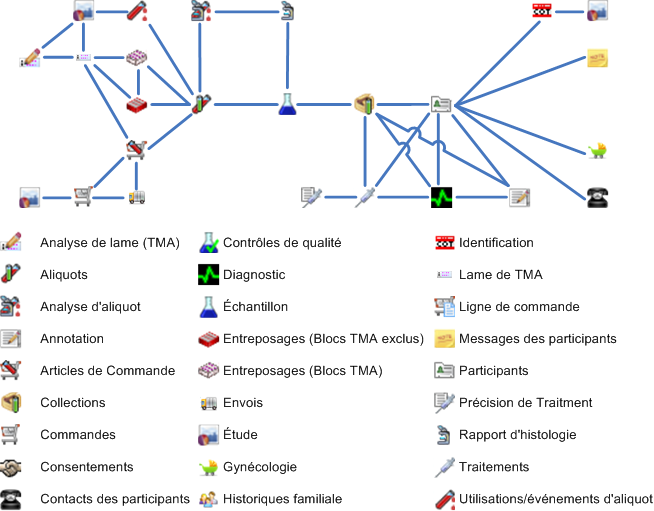 Analyse de lame (TMA) Contrôles de qualité Identification
Aliquots Diagnostic Lame de TMA
Analyse d'aliquot Échantillon Ligne de commande
Annotation Entreposages (Blocs TMA exclus) Messages des participants
Articles de Commande Entreposages (Blocs TMA) Participants
Collections Envois Précision de Traitment
Commandes Étude Rapport d'histologie
Consentements Gynécologie Traitements
Contacts des participants Historiques familiale Utilisations/événements d'aliquot